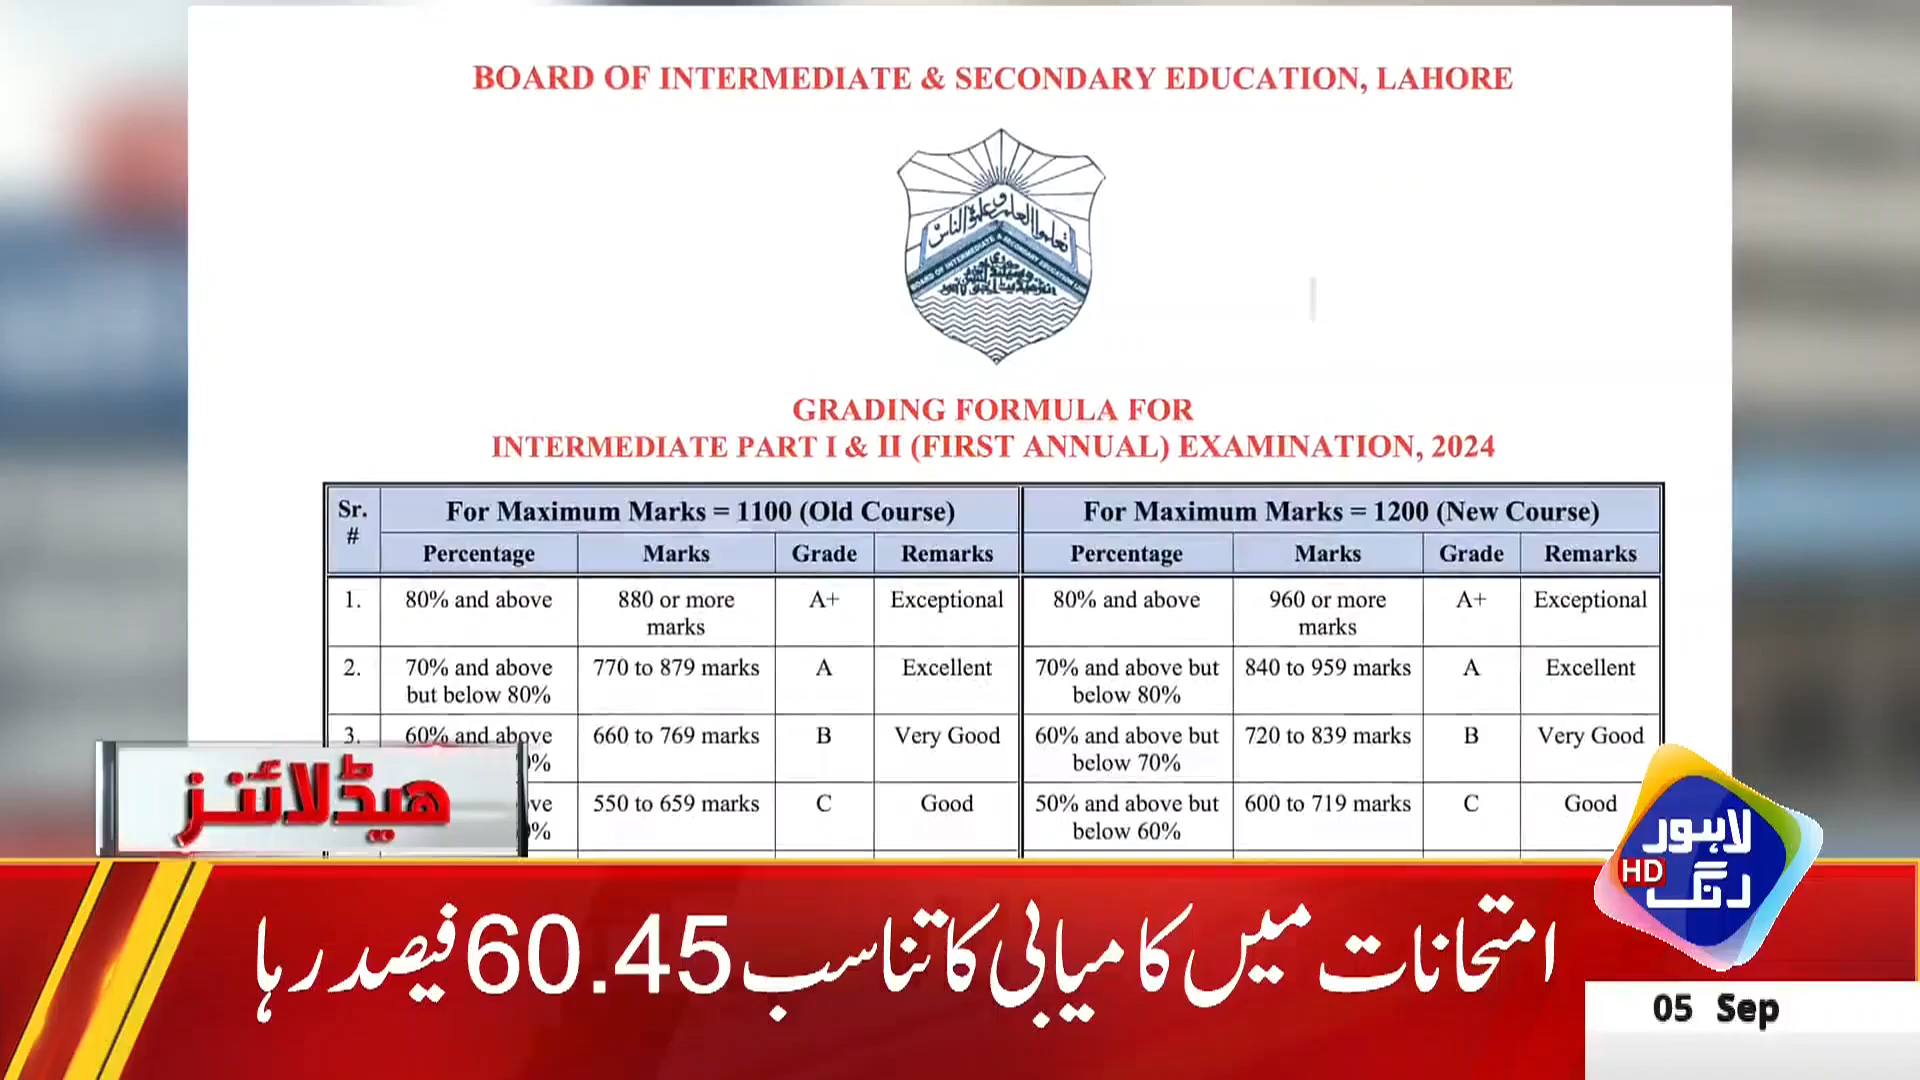 BOARD OF INTERMEDIATE & SECONDARY EDUCATION, LAHORE
تعلموا العلم و علموه الناس
GRADING FORMULA FOR
INTERMEDIATE PART I & II (FIRST ANNUAL) EXAMINATION, 2024
Sr. # For Maximum Marks = 1100 (Old Course) For Maximum Marks = 1200 (New Course)
Percentage Marks Grade Remarks Percentage Marks Grade Remarks
1. 80% and above 880 or more marks A+ Exceptional 80% and above 960 or more marks A+ Exceptional
2. 70% and above but below 80% 770 to 879 marks A Excellent 70% and above but below 80% 840 to 959 marks A Excellent
3. 60% and above 660 to 769 marks B Very Good 60% and above but below 70% 720 to 839 marks B Very Good
550 to 659 marks C Good 50% and above but below 60% 600 to 719 marks C Good
ہیڈلائنز
لاہور
رنگ
HD
امتحانات میں کامیابی کا تناسب 60.45 فیصد رہا
05 Sep